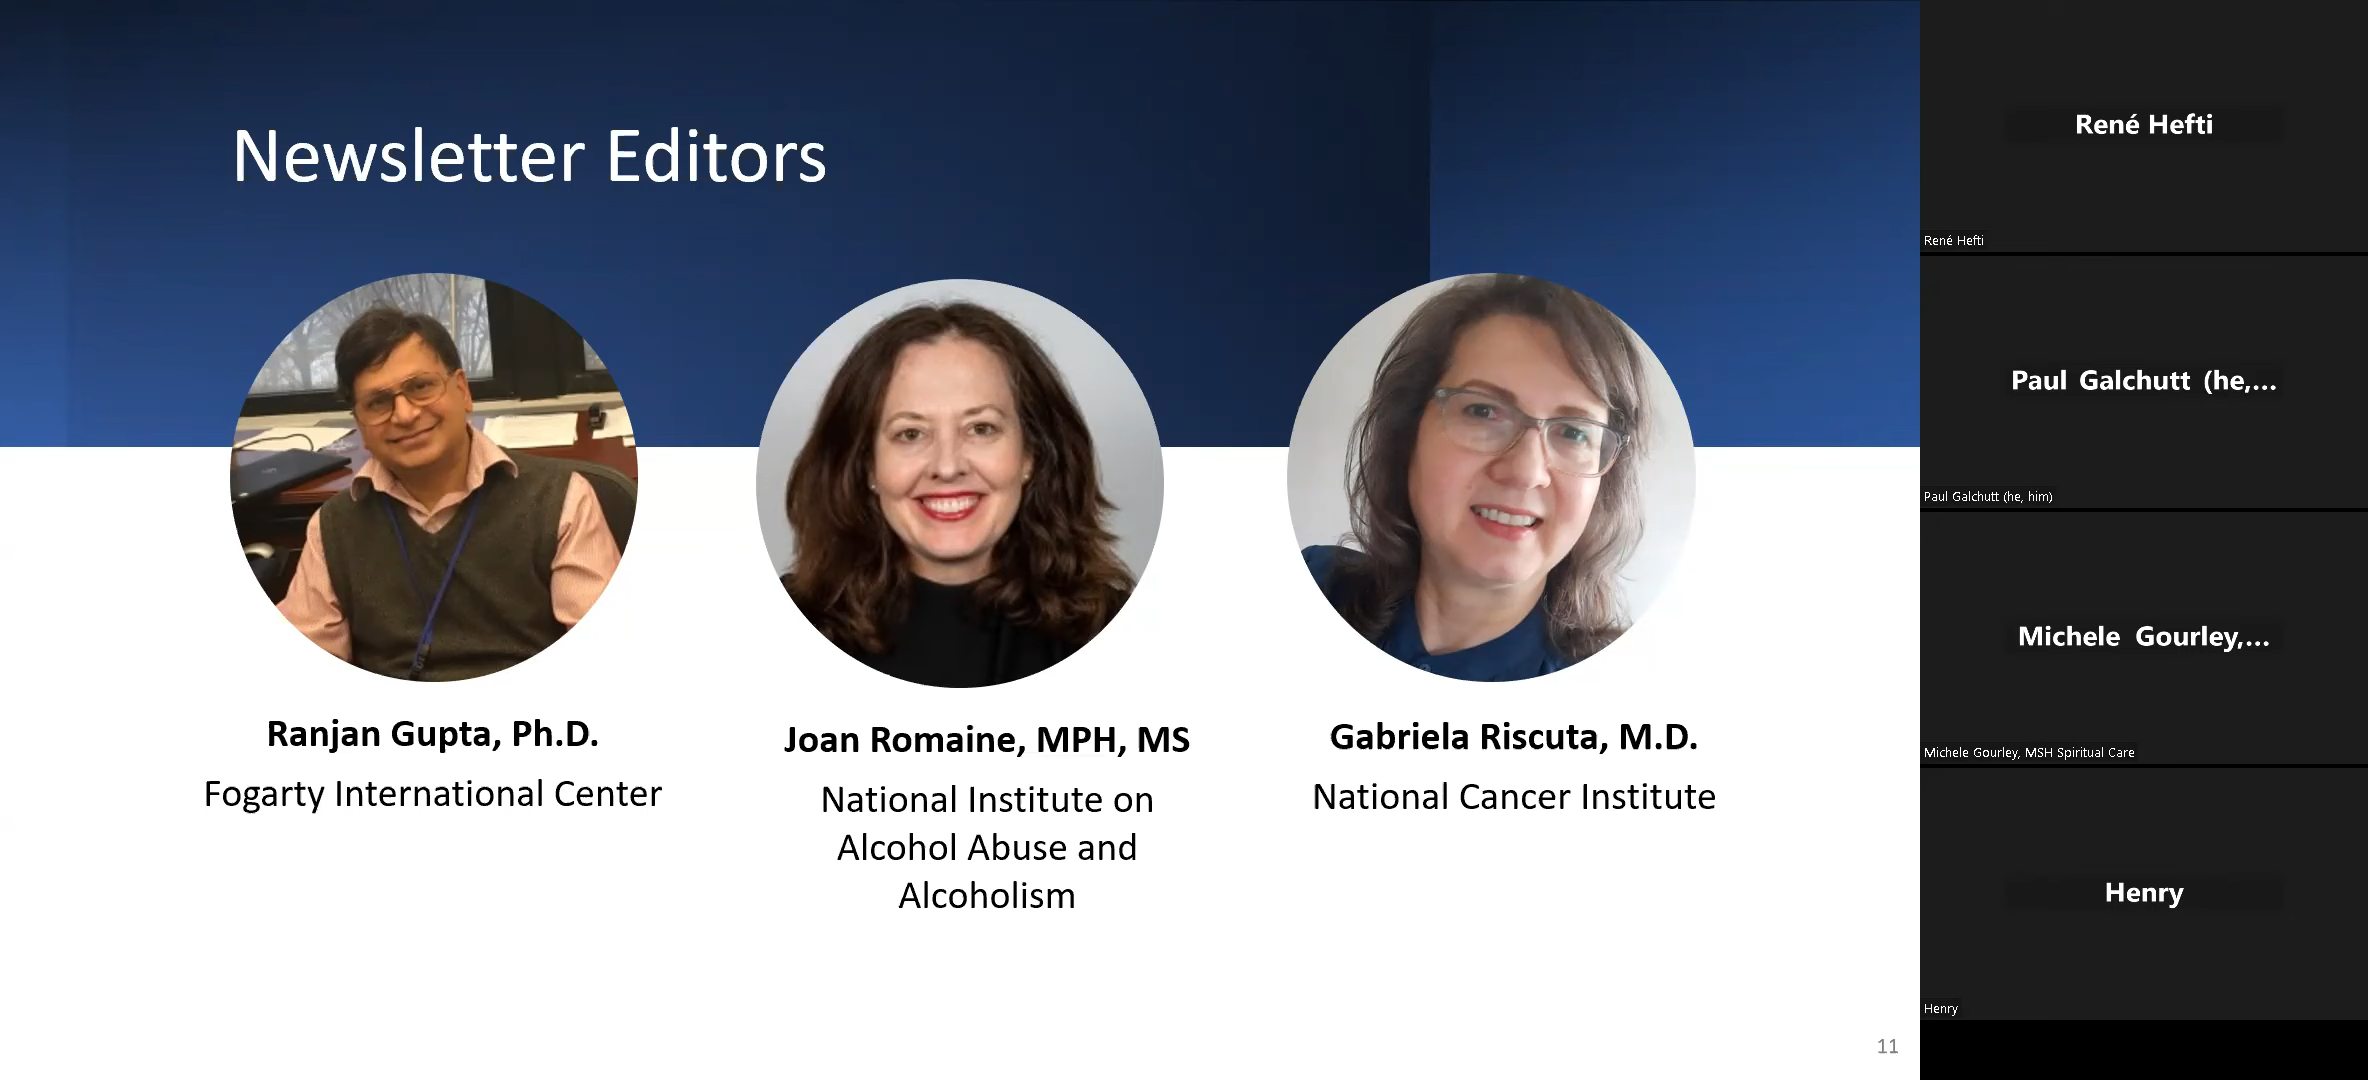 Newsletter Editors
Ranjan Gupta, Ph.D.
Fogarty International Center
Joan Romaine, MPH, MS
National Institute on
Alcohol Abuse and
Alcoholism
Gabriela Riscuta, M.D.
National Cancer Institute
11
René Hefti
René Hefti
Paul Galchutt (he,...
Paul Galchutt (he, him)
Michele Gourley,...
Michele Gourley, MSH Spiritual Care
Henry
Henry